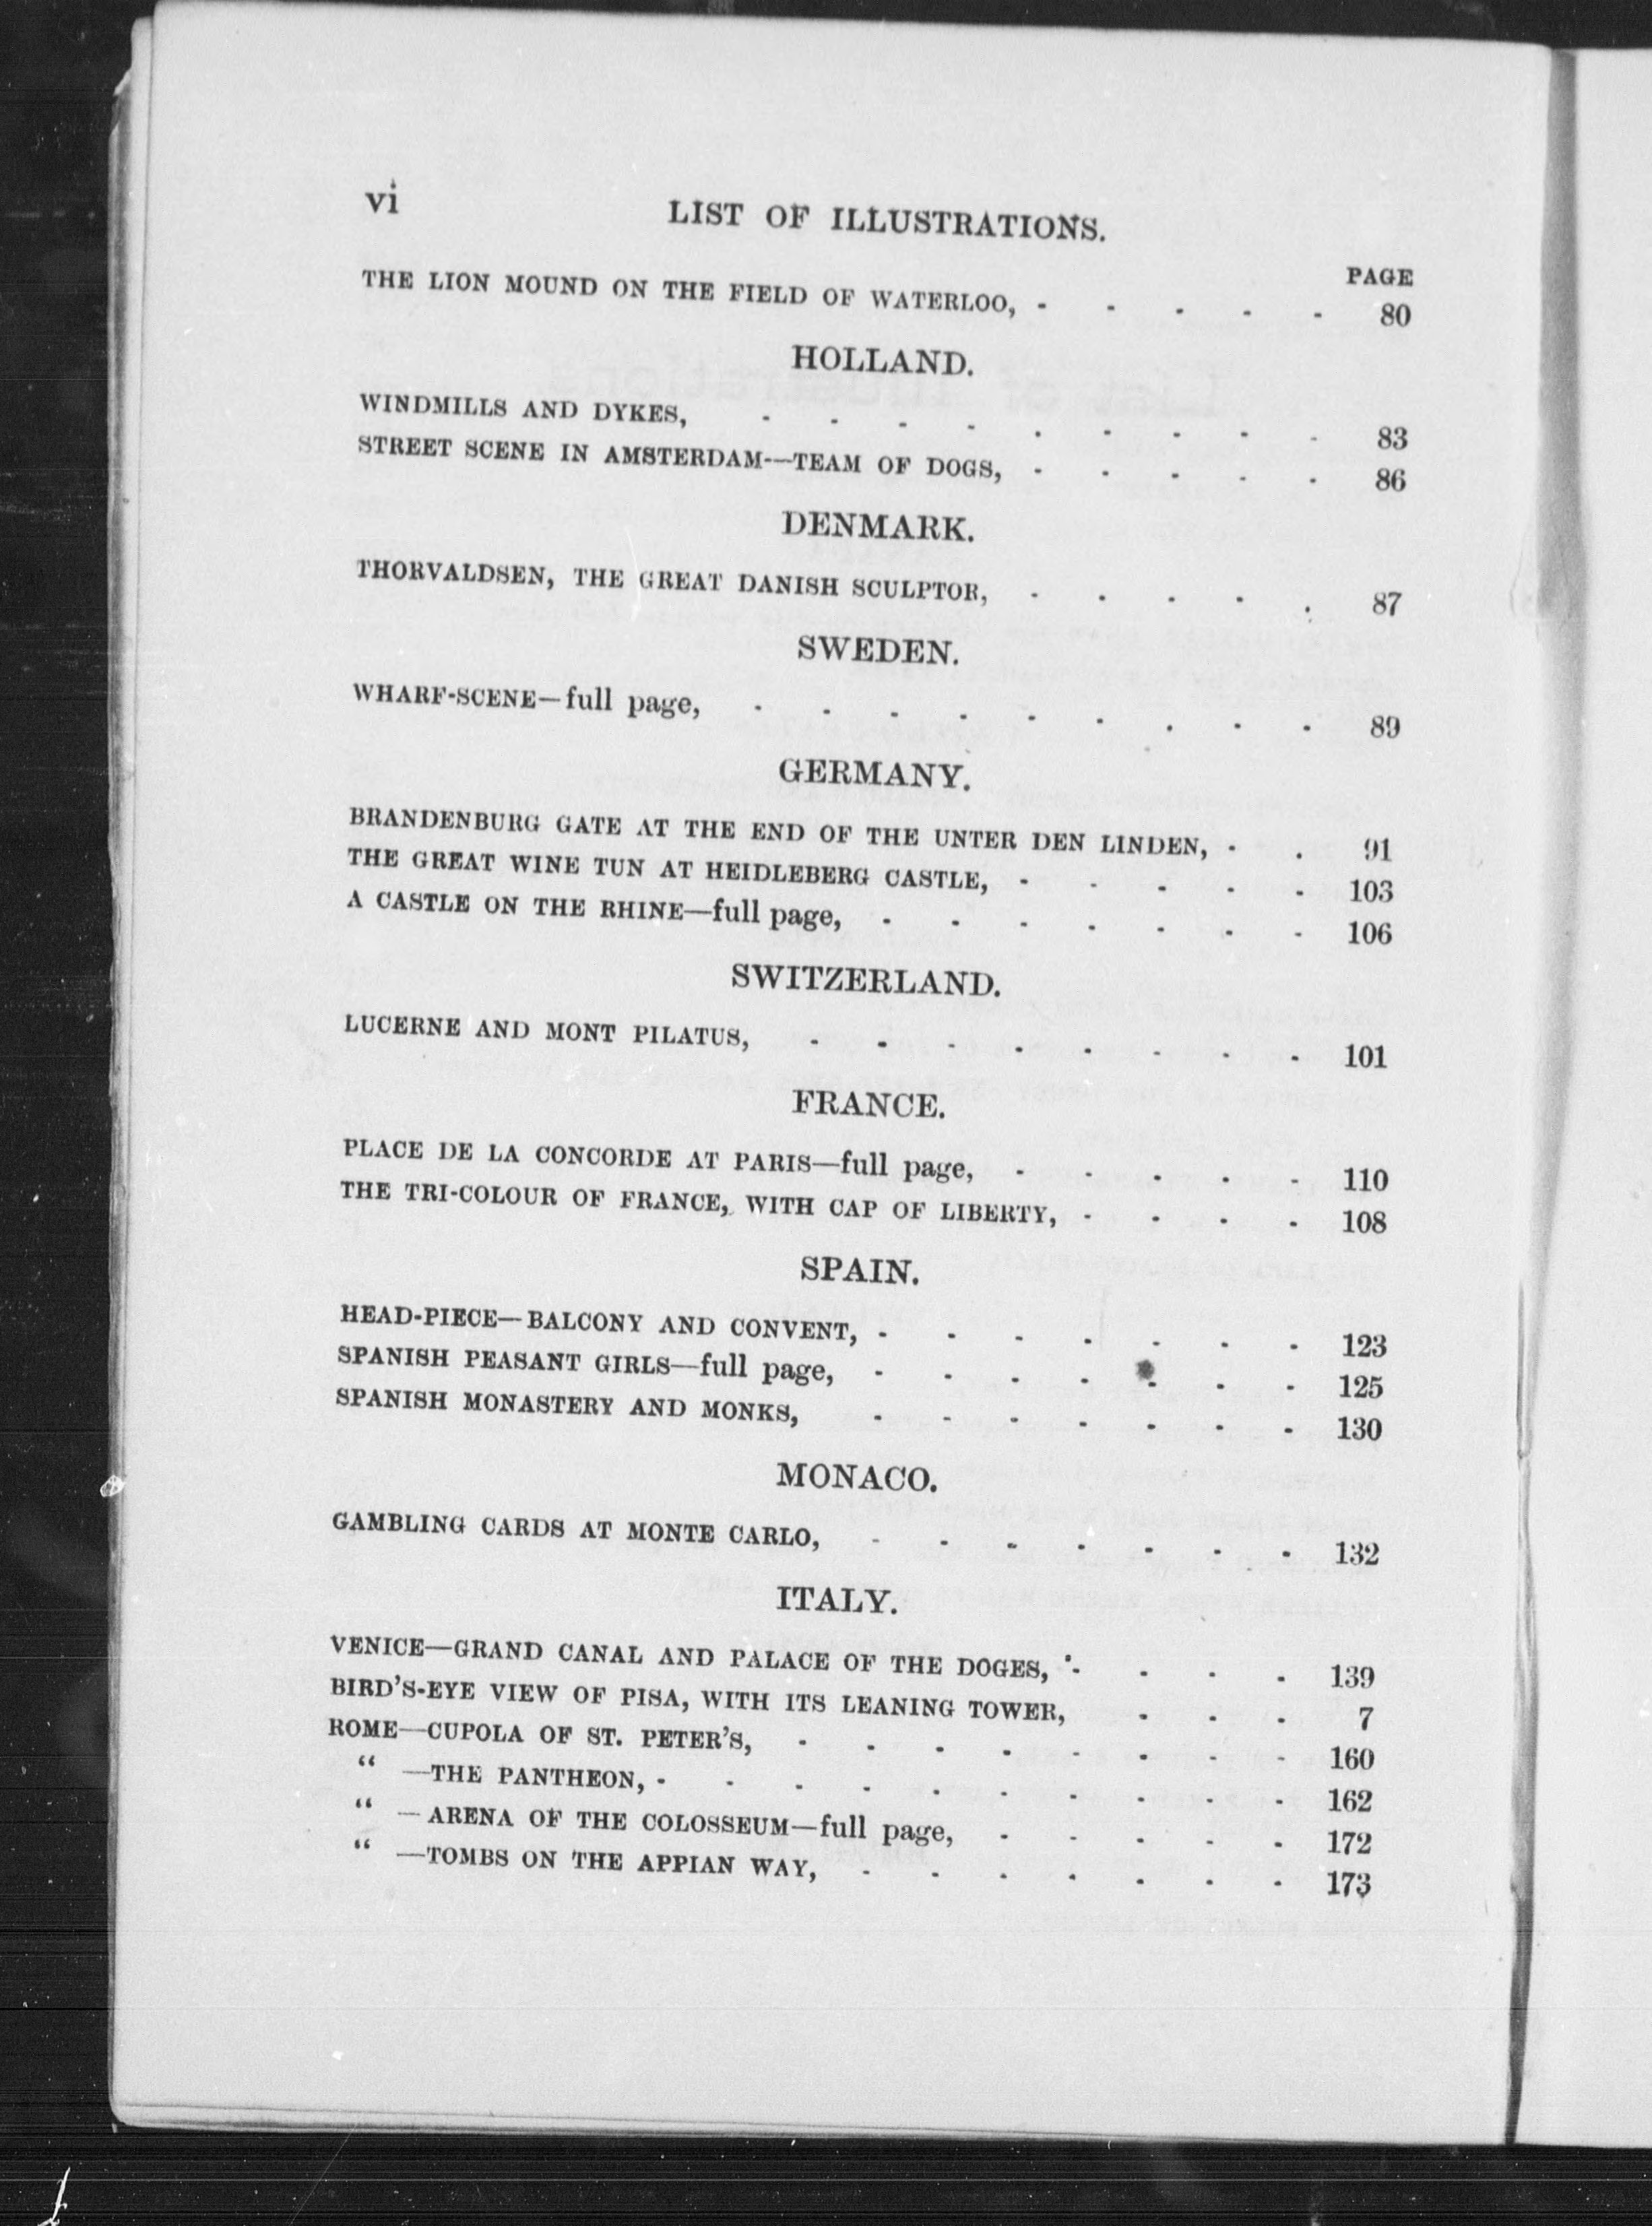 vi
LIST OF ILLUSTRATIONS.
PAGE
THE LION MOUND ON THE FIELD OF WATERLOO, - - - - - 80
HOLLAND.
WINDMILLS AND DYKES, - - - - - - - - - 83
STREET SCENE IN AMSTERDAM—TEAM OF DOGS, - - - - - 86
DENMARK.
THORVALDSEN, THE GREAT DANISH SCULPTOR, - - - - - 87
SWEDEN.
WHARF-SCENE—full page, - - - - - - - - - 89
GERMANY.
BRANDENBURG GATE AT THE END OF THE UNTER DEN LINDEN, - - 91
THE GREAT WINE TUN AT HEIDLEBERG CASTLE, - - - - - 103
A CASTLE ON THE RHINE—full page, - - - - - - - 106
SWITZERLAND.
LUCERNE AND MONT PILATUS, - - - - - - - - 101
FRANCE.
PLACE DE LA CONCORDE AT PARIS—full page, - - - - - 110
THE TRI-COLOUR OF FRANCE, WITH CAP OF LIBERTY, - - - - 108
SPAIN.
HEAD-PIECE—BALCONY AND CONVENT, - - - - - - - 123
SPANISH PEASANT GIRLS—full page, - - - - - - - 125
SPANISH MONASTERY AND MONKS, - - - - - - - 130
MONACO.
GAMBLING CARDS AT MONTE CARLO, - - - - - - - 132
ITALY.
VENICE—GRAND CANAL AND PALACE OF THE DOGES, - - - - 139
BIRD'S-EYE VIEW OF PISA, WITH ITS LEANING TOWER, - - - 7
ROME—CUPOLA OF ST. PETER'S, - - - - - - - - 160
“ —THE PANTHEON, - - - - - - - - - - 162
“ —ARENA OF THE COLOSSEUM—full page, - - - - - 172
“ —TOMBS ON THE APPIAN WAY, - - - - - - - 173